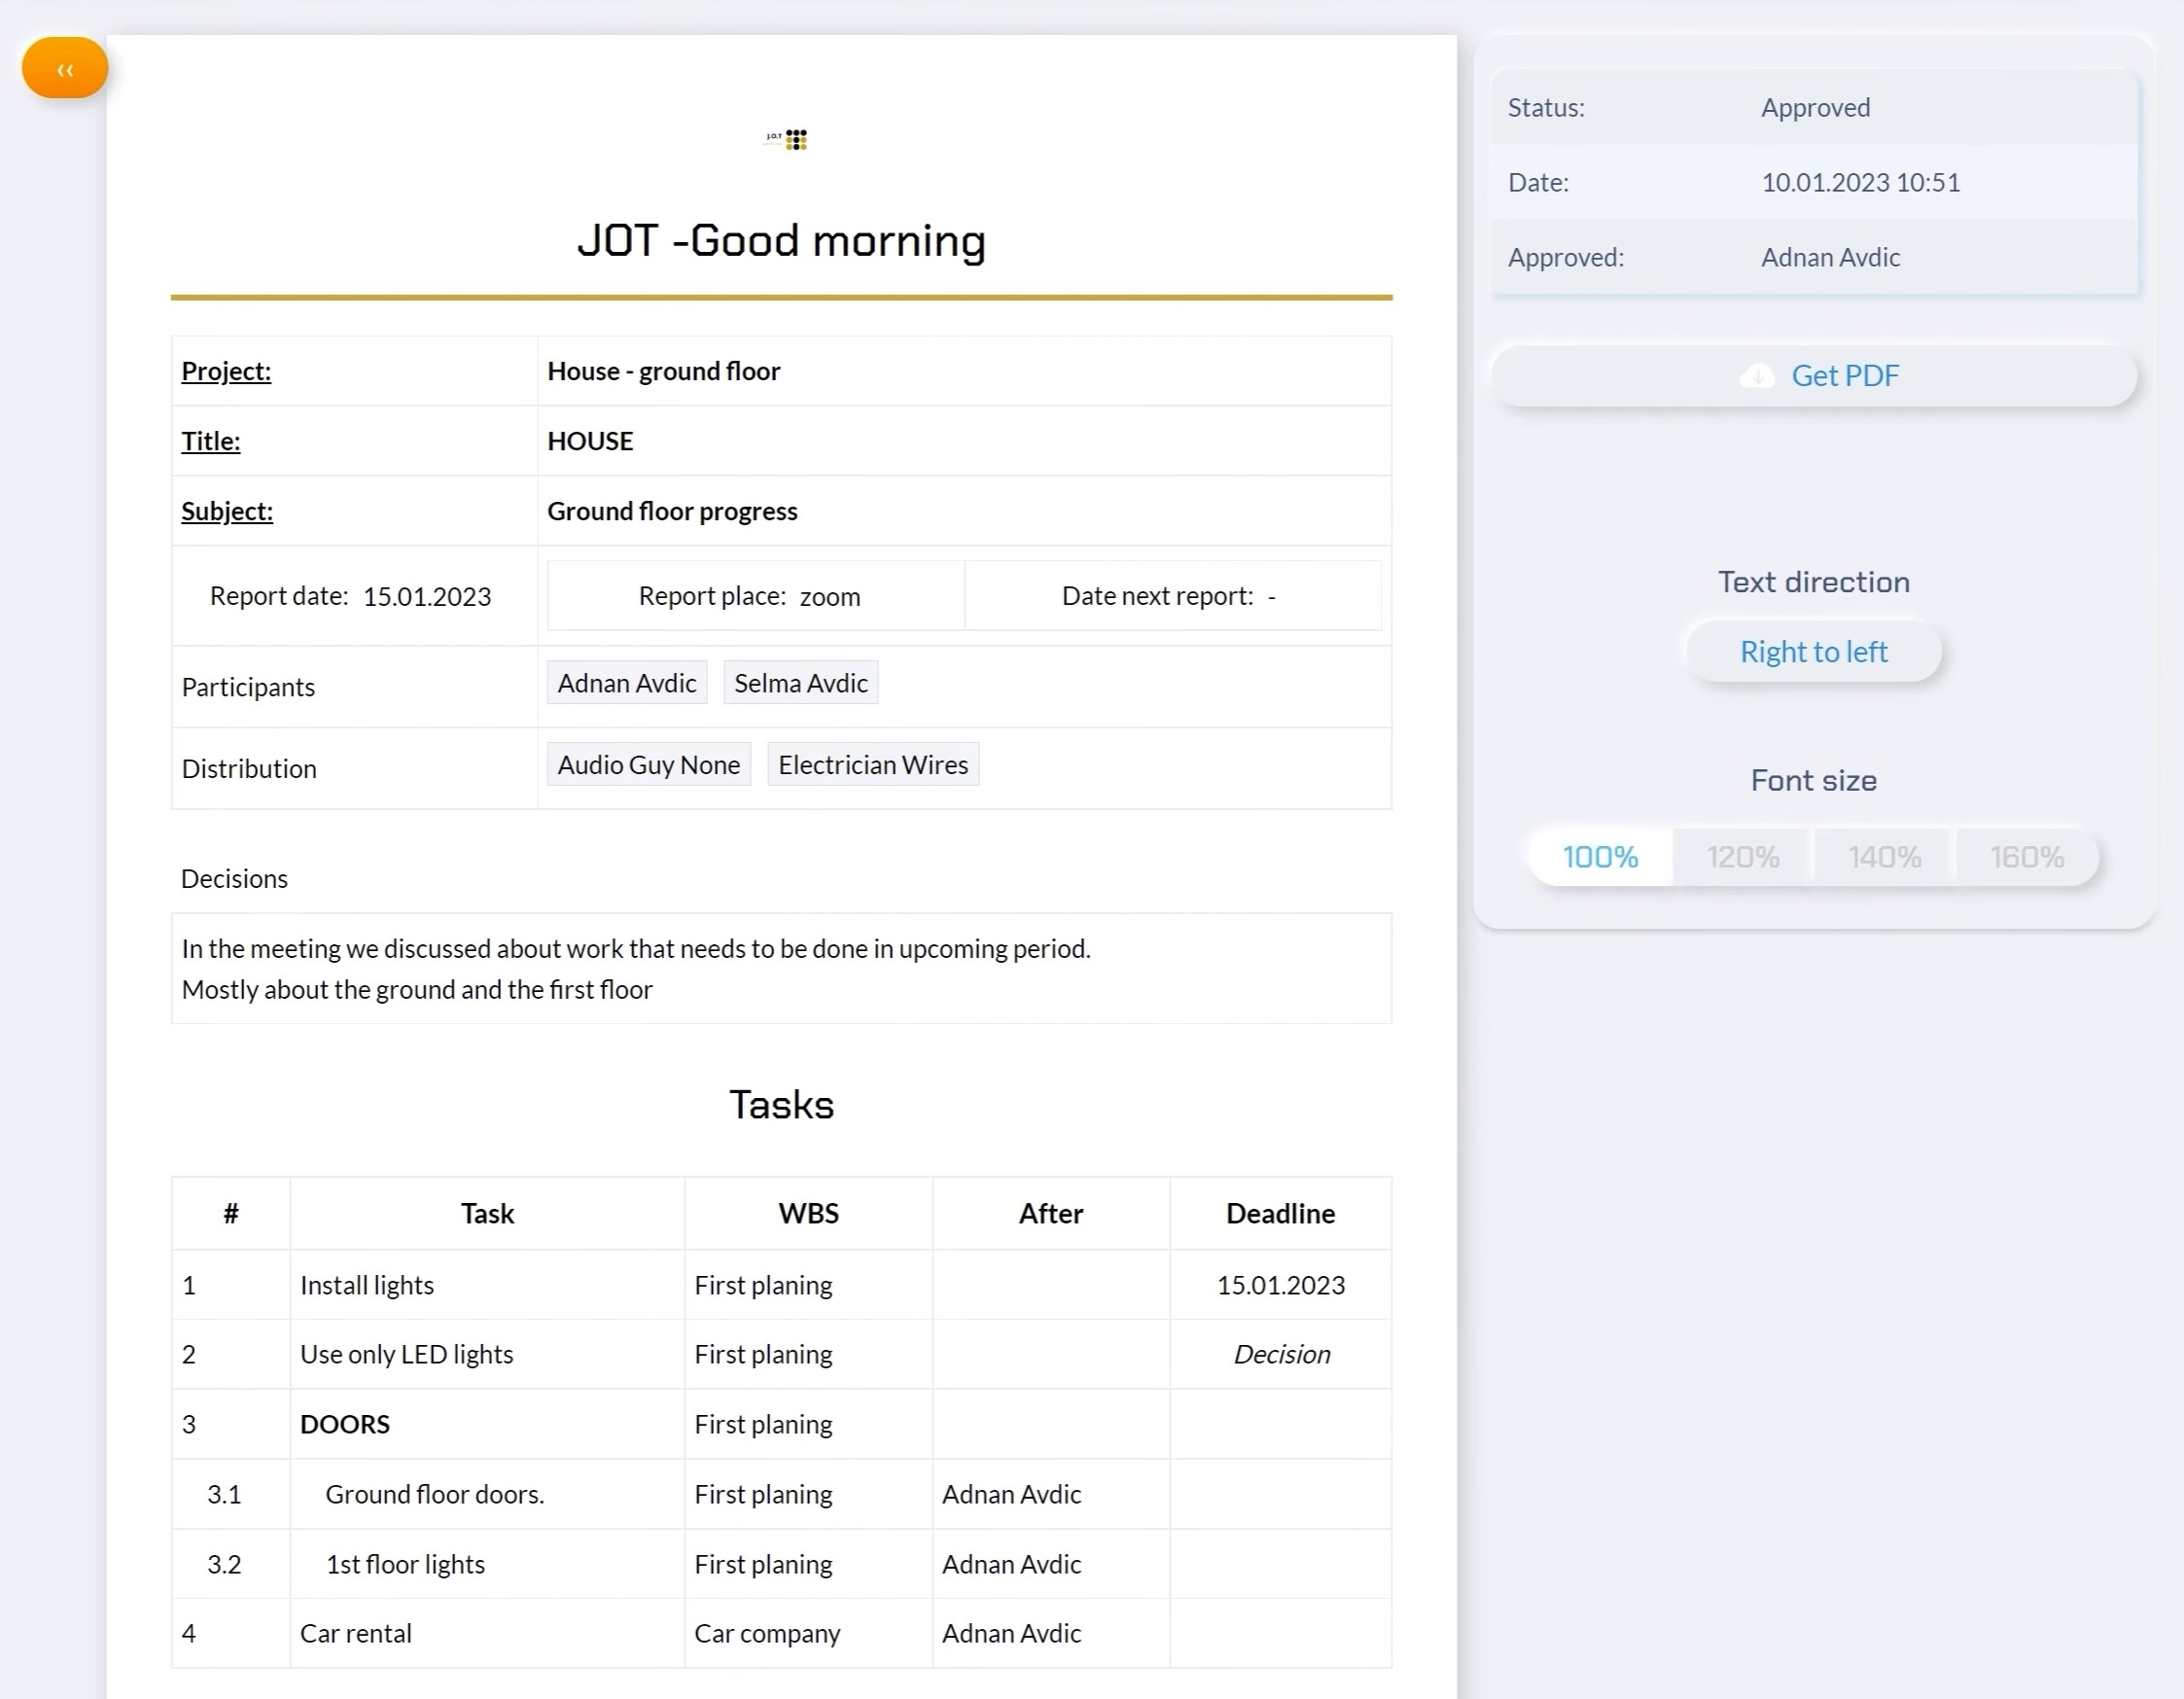 ‹‹
J.O.T
JOT -Good morning
Project: House - ground floor
Title: HOUSE
Subject: Ground floor progress
Report date: 15.01.2023 Report place: zoom Date next report: -
Participants Adnan Avdic Selma Avdic
Distribution Audio Guy None Electrician Wires
Decisions
In the meeting we discussed about work that needs to be done in upcoming period.
Mostly about the ground and the first floor
Tasks
# Task WBS After Deadline
1 Install lights First planing 15.01.2023
2 Use only LED lights First planing Decision
3 DOORS First planing
3.1 Ground floor doors. First planing Adnan Avdic
3.2 1st floor lights First planing Adnan Avdic
4 Car rental Car company Adnan Avdic
Status: Approved
Date: 10.01.2023 10:51
Approved: Adnan Avdic
Get PDF
Text direction
Right to left
Font size
100% 120% 140% 160%